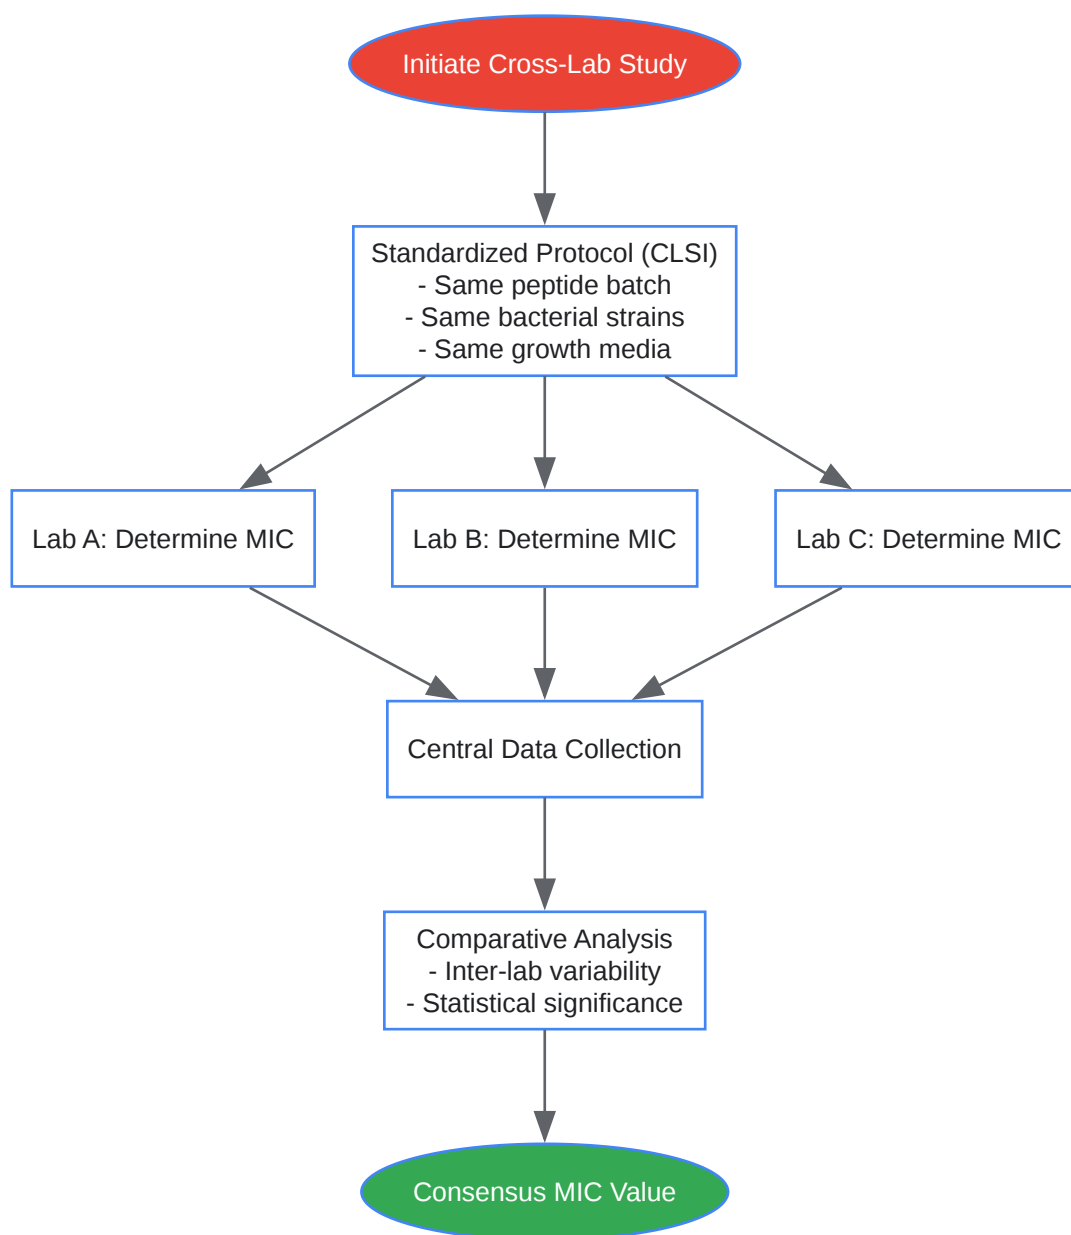 Initiate Cross-Lab Study
Standardized Protocol (CLSI)
- Same peptide batch
- Same bacterial strains
- Same growth media
Lab A: Determine MIC
Lab B: Determine MIC
Lab C: Determine MIC
Central Data Collection
Comparative Analysis
- Inter-lab variability
- Statistical significance
Consensus MIC Value